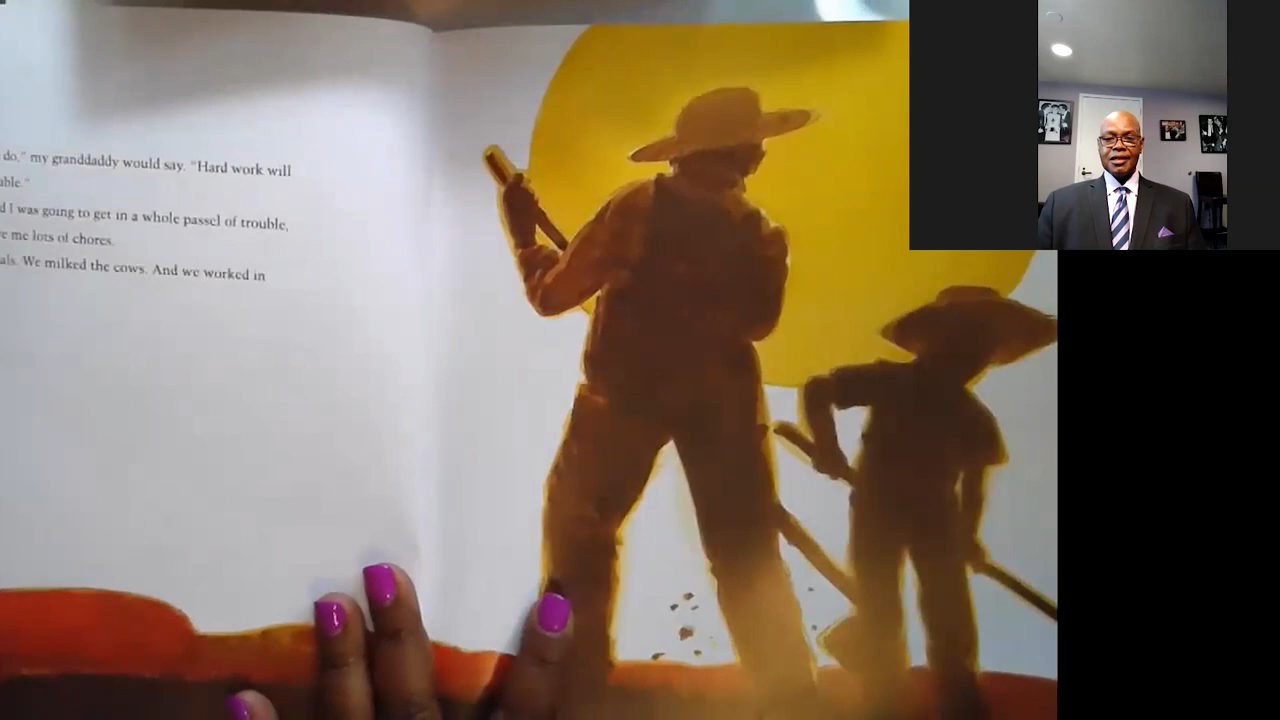 do," my granddaddy would say. "Hard work will
able."
I was going to get in a whole passel of trouble,
e me lots of chores.
als. We milked the cows. And we worked in